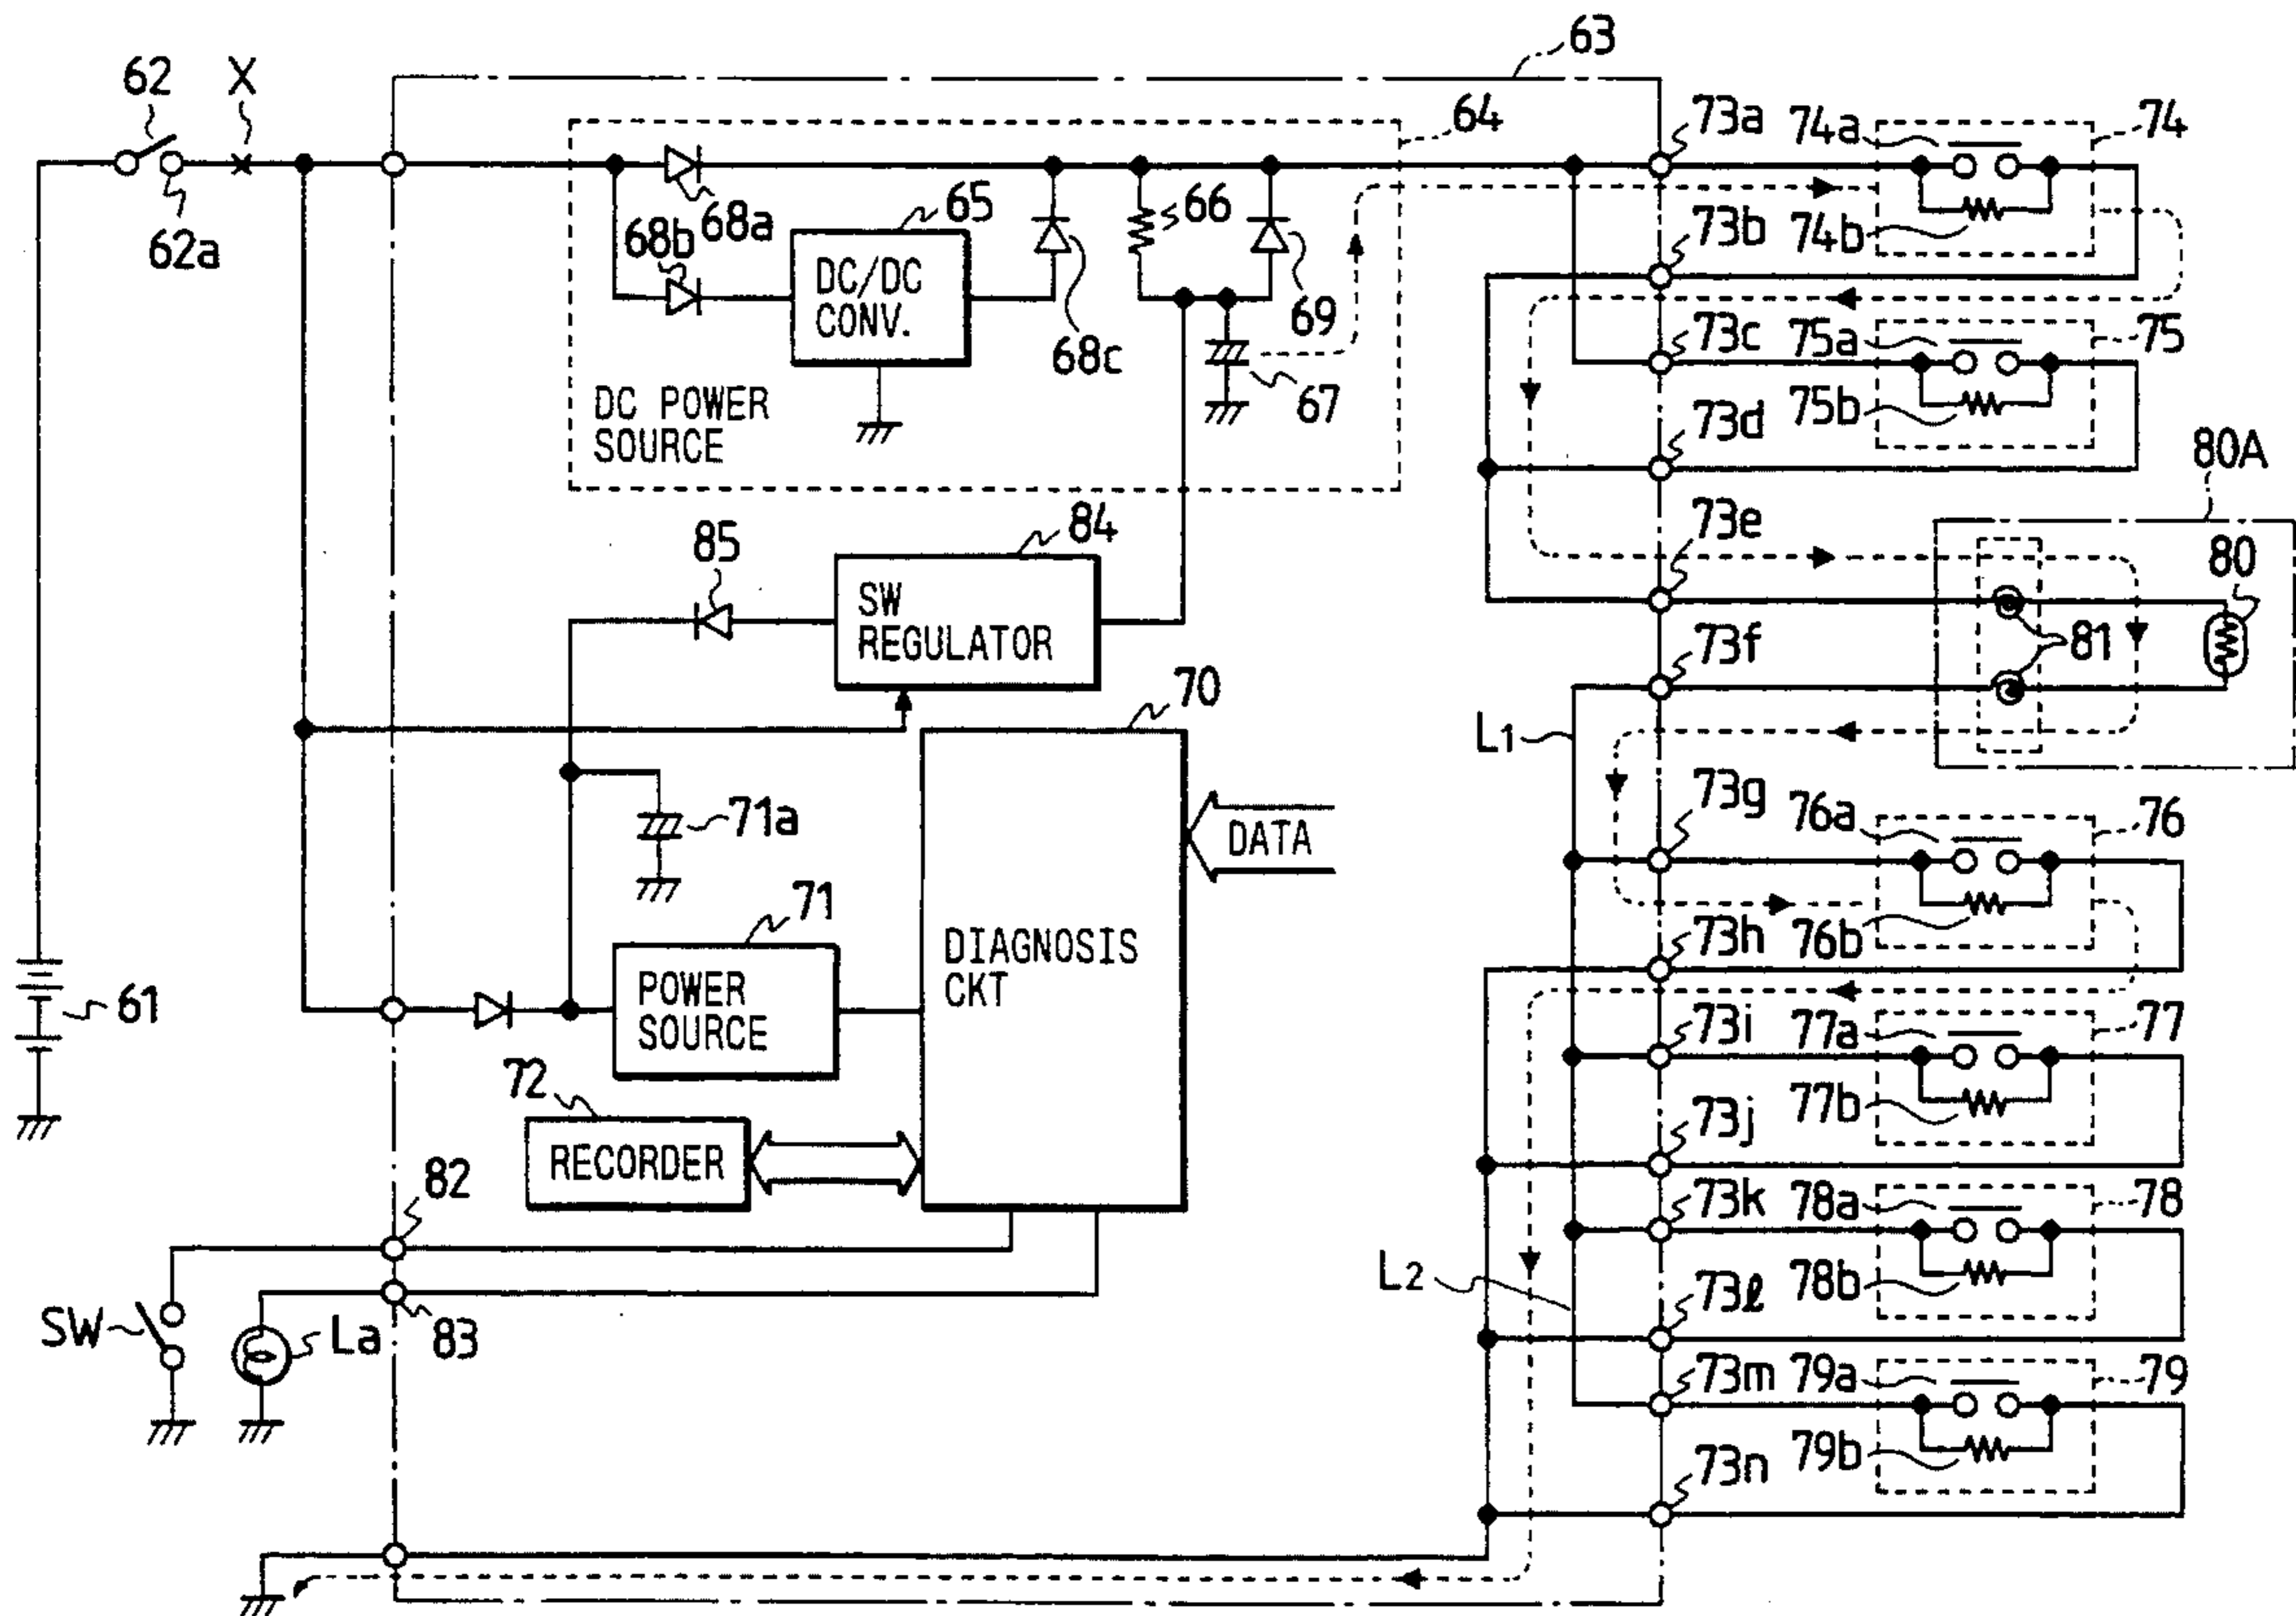 63
62
X
62a
64
73a
74a
74
68a
65
66
68b
DC/DC
CONV.
68c
69
67
DC POWER
SOURCE
74b
73b
73c
75a
75
75b
73d
80A
85
84
SW
REGULATOR
73e
80
73f
81
70
L1
71a
DATA
73g
76a
76
71
POWER
SOURCE
DIAGNOSIS
CKT
61
73h
76b
73i
77a
77
72
RECORDER
77b
73j
82
73k
78a
78
L2
78b
SW
La
83
73ℓ
73m
79a
79
79b
73n